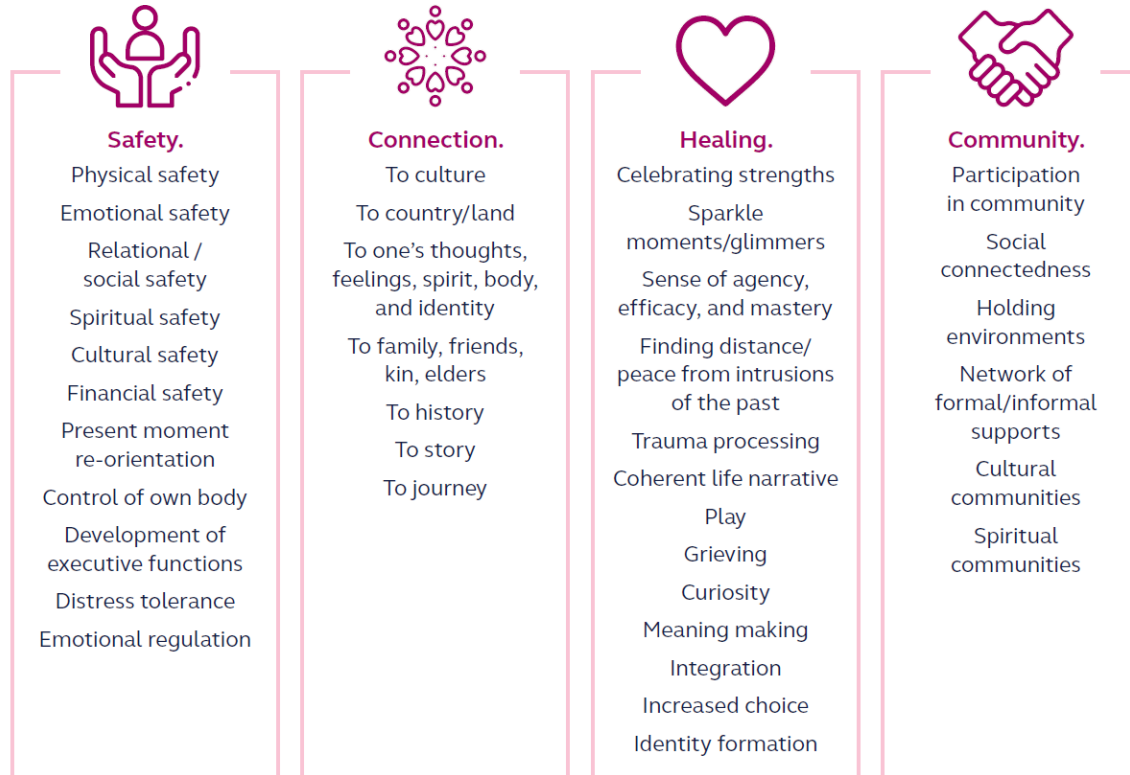 Safety.
Physical safety
Emotional safety
Relational /
social safety
Spiritual safety
Cultural safety
Financial safety
Present moment
re-orientation
Control of own body
Development of
executive functions
Distress tolerance
Emotional regulation
Connection.
To culture
To country/land
To one’s thoughts,
feelings, spirit, body,
and identity
To family, friends,
kin, elders
To history
To story
To journey
Healing.
Celebrating strengths
Sparkle
moments/glimmers
Sense of agency,
efficacy, and mastery
Finding distance/
peace from intrusions
of the past
Trauma processing
Coherent life narrative
Play
Grieving
Curiosity
Meaning making
Integration
Increased choice
Identity formation
Community.
Participation
in community
Social
connectedness
Holding
environments
Network of
formal/informal
supports
Cultural
communities
Spiritual
communities